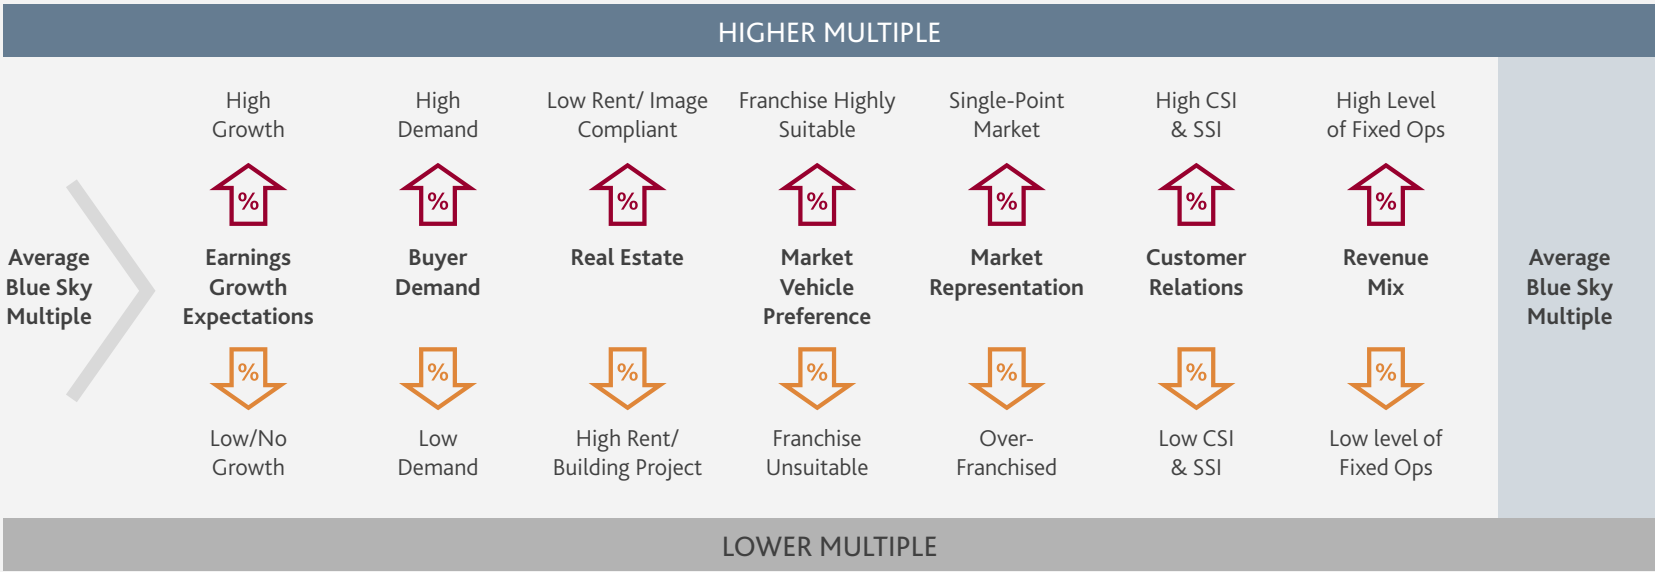 HIGHER MULTIPLE
High
Growth
High
Demand
Low Rent/ Image
Compliant
Franchise Highly
Suitable
Single-Point
Market
High CSI
& SSI
High Level
of Fixed Ops
%
%
%
%
%
%
%
Average
Blue Sky
Multiple
Earnings
Growth
Expectations
Buyer
Demand
Real Estate
Market
Vehicle
Preference
Market
Representation
Customer
Relations
Revenue
Mix
Average
Blue Sky
Multiple
%
%
%
%
%
%
%
Low/No
Growth
Low
Demand
High Rent/
Building Project
Franchise
Unsuitable
Over-
Franchised
Low CSI
& SSI
Low level of
Fixed Ops
LOWER MULTIPLE